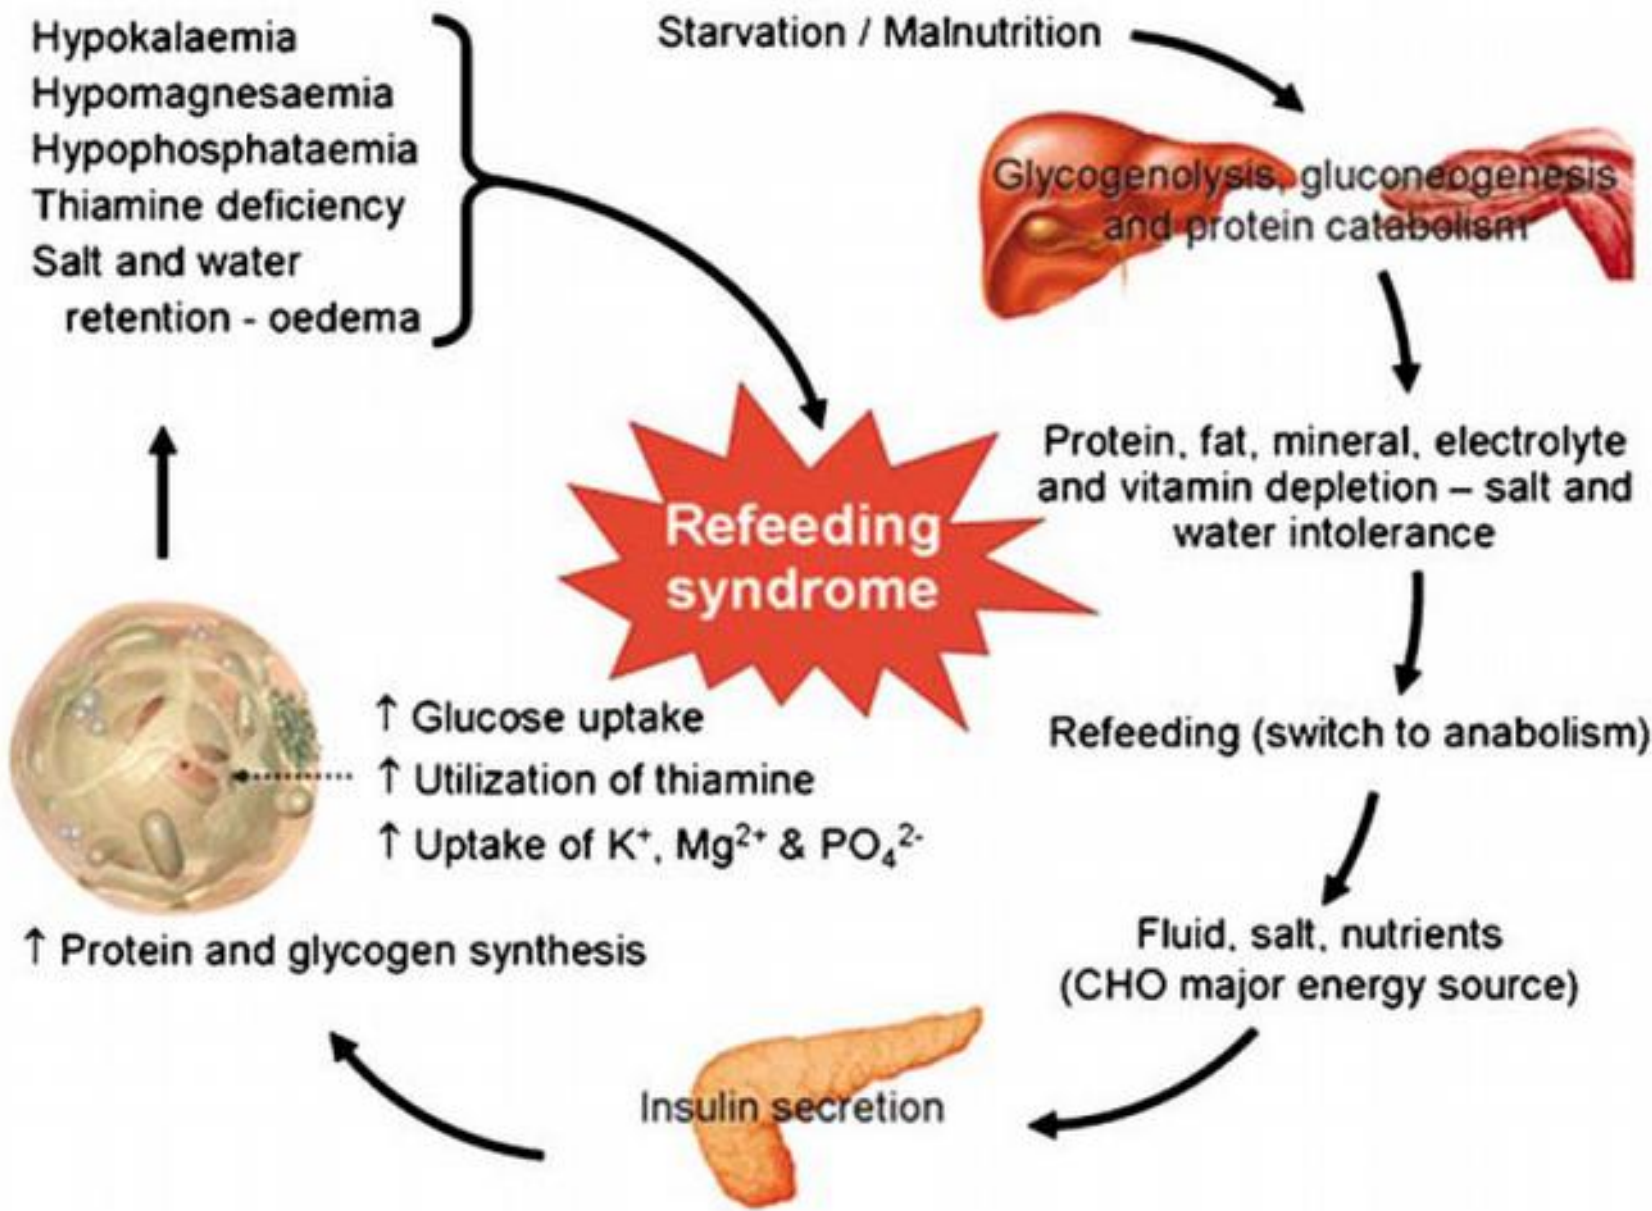 Starvation / Malnutrition
Glycogenolysis, gluconeogenesis
and protein catabolism
Protein, fat, mineral, electrolyte
and vitamin depletion – salt and
water intolerance
Refeeding (switch to anabolism)
Fluid, salt, nutrients
(CHO major energy source)
Insulin secretion
↑ Protein and glycogen synthesis
↑ Glucose uptake
↑ Utilization of thiamine
↑ Uptake of K⁺, Mg²⁺ & PO₄²⁻
Hypokalaemia
Hypomagnesaemia
Hypophosphataemia
Thiamine deficiency
Salt and water
retention - oedema
Refeeding
syndrome